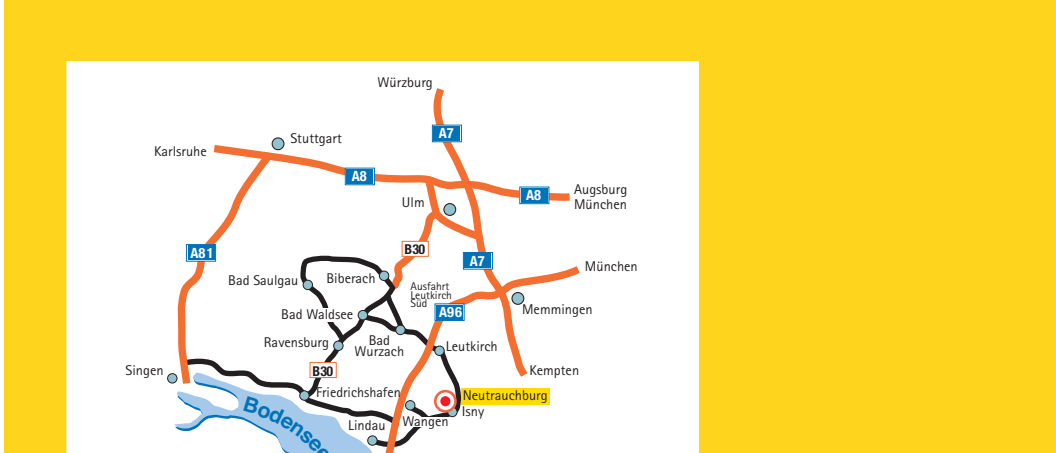 Würzburg
A7
Stuttgart
Karlsruhe
A8
A8
Augsburg
München
Ulm
B30
A81
A7
München
Bad Saulgau
Biberach
Ausfahrt
Leutkirch
Süd
A96
Memmingen
Bad Waldsee
Ravensburg
Bad
Wurzach
Leutkirch
Singen
B30
Kempten
Friedrichshafen
Neutrauchburg
Isny
Wangen
Lindau
Bodensee